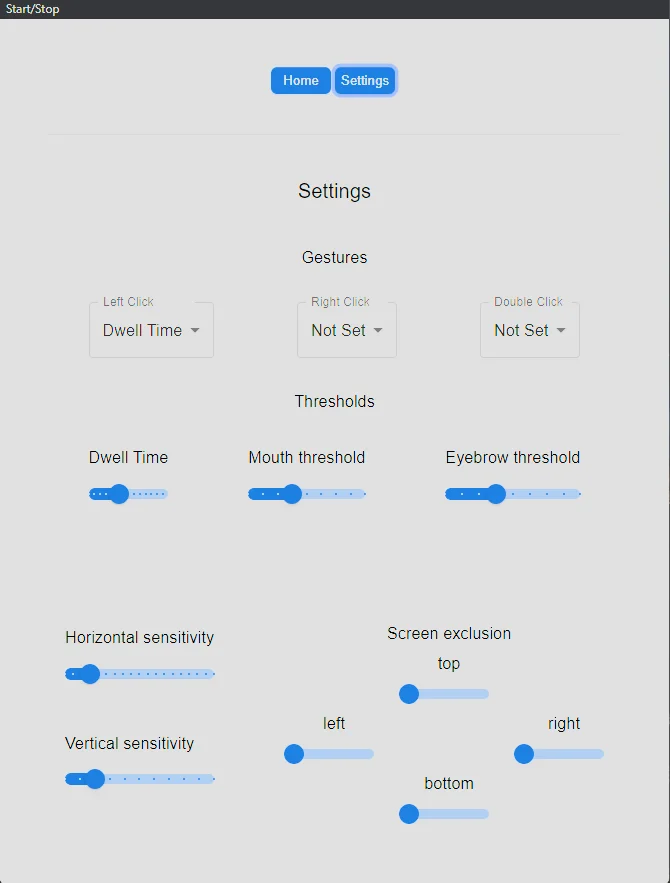 Start/Stop
Home Settings
Settings
Gestures
Left Click Right Click Double Click
Dwell Time Not Set Not Set
Thresholds
Dwell Time Mouth threshold Eyebrow threshold
Horizontal sensitivity
Screen exclusion
top
left right
Vertical sensitivity
bottom